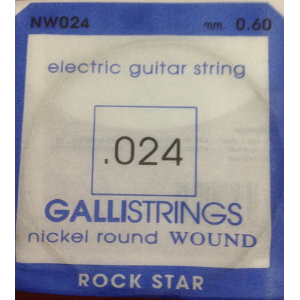 NW024 mm. 0.60
electric guitar string
.024
GALLISTRINGS
nickel round WOUND
ROCK STAR